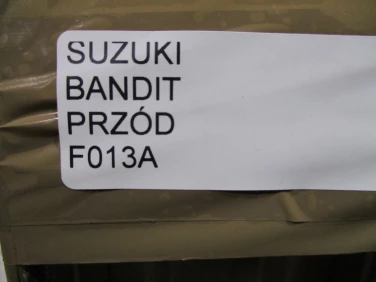 SUZUKI
BANDIT
PRZÓD
F013A